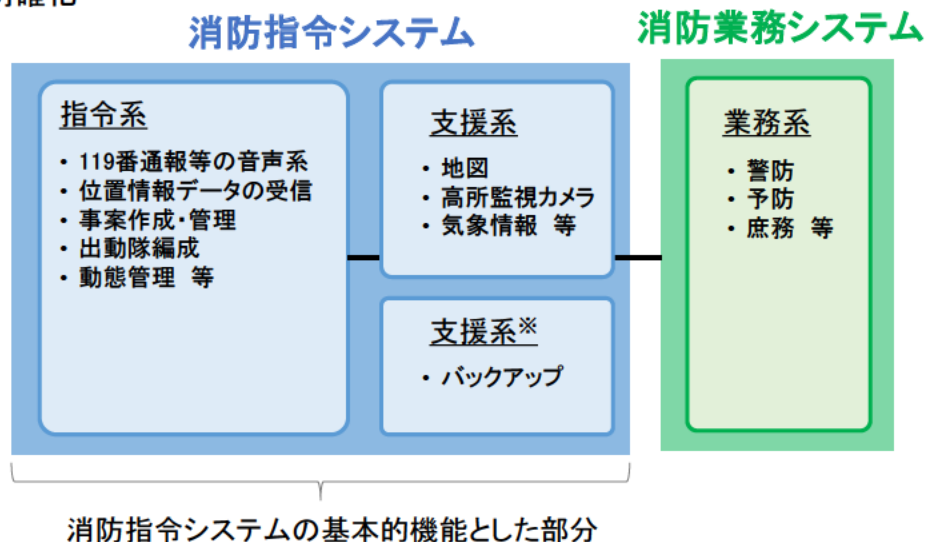 消防指令システム
消防業務システム
指令系
・119番通報等の音声系
・位置情報データの受信
・事案作成・管理
・出動隊編成
・動態管理 等
支援系
・地図
・高所監視カメラ
・気象情報 等
支援系※
・バックアップ
業務系
・警防
・予防
・庶務 等
消防指令システムの基本的機能とした部分